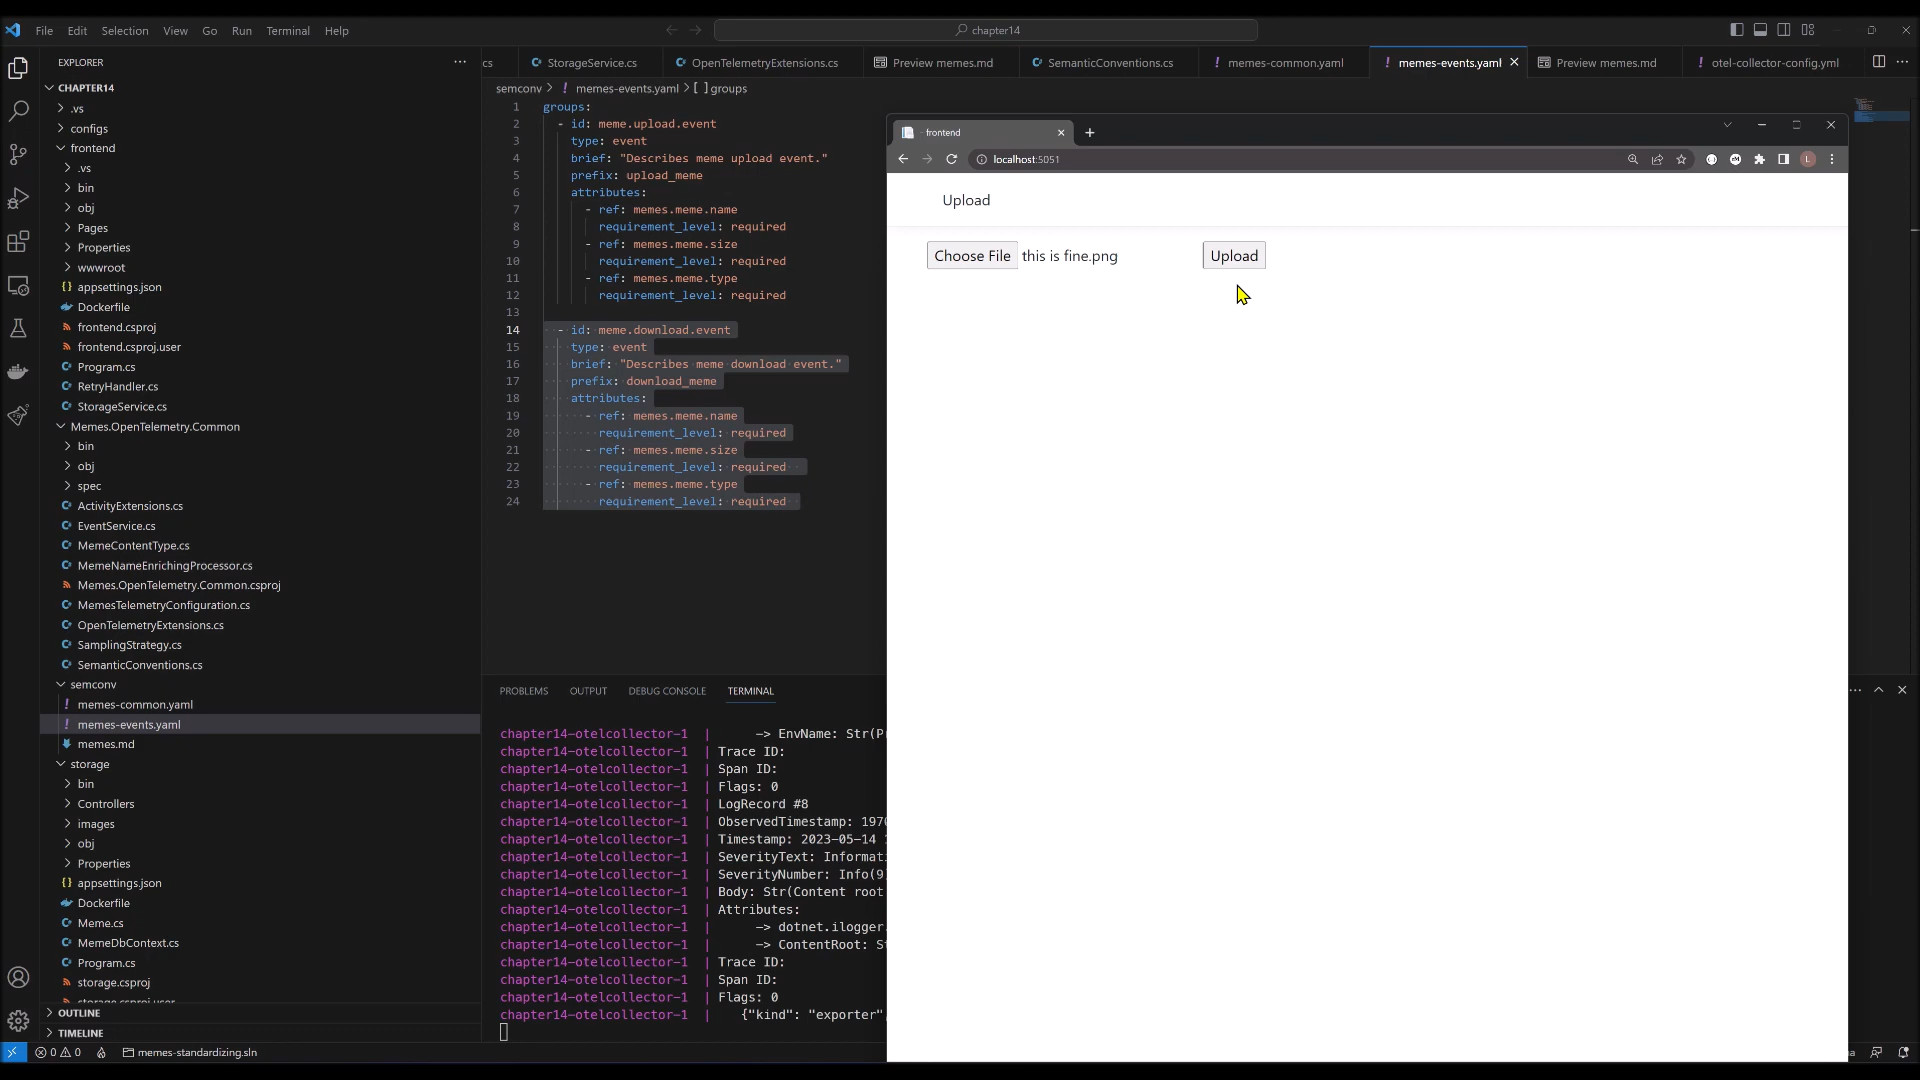 File Edit Selection View Go Run Terminal Help
chapter14
EXPLORER
CHAPTER14
.vs
configs
frontend
.vs
bin
obj
Pages
Properties
wwwroot
appsettings.json
Dockerfile
frontend.csproj
frontend.csproj.user
Program.cs
RetryHandler.cs
StorageService.cs
Memes.OpenTelemetry.Common
bin
obj
spec
ActivityExtensions.cs
EventService.cs
MemeContentType.cs
MemeNameEnrichingProcessor.cs
Memes.OpenTelemetry.Common.csproj
MemesTelemetryConfiguration.cs
OpenTelemetryExtensions.cs
SamplingStrategy.cs
SemanticConventions.cs
semconv
memes-common.yaml
memes-events.yaml
memes.md
storage
bin
Controllers
images
obj
Properties
appsettings.json
Dockerfile
Meme.cs
MemeDbContext.cs
Program.cs
storage.csproj
storage.csproj.user
OUTLINE
TIMELINE
cs StorageService.cs OpenTelemetryExtensions.cs Preview memes.md SemanticConventions.cs memes-common.yaml memes-events.yaml Preview memes.md otel-collector-config.yml
semconv > memes-events.yaml > [ ] groups
1 groups:
2 - id: meme.upload.event
3 type: event
4 brief: "Describes meme upload event."
5 prefix: upload_meme
6 attributes:
7 - ref: memes.meme.name
8 requirement_level: required
9 - ref: memes.meme.size
10 requirement_level: required
11 - ref: memes.meme.type
12 requirement_level: required
13
14 - id: meme.download.event
15 type: event
16 brief: "Describes meme download event."
17 prefix: download_meme
18 attributes:
19 - ref: memes.meme.name
20 requirement_level: required
21 - ref: memes.meme.size
22 requirement_level: required
23 - ref: memes.meme.type
24 requirement_level: required
PROBLEMS OUTPUT DEBUG CONSOLE TERMINAL
chapter14-otelcollector-1 | -> EnvName: Str(P
chapter14-otelcollector-1 | Trace ID:
chapter14-otelcollector-1 | Span ID:
chapter14-otelcollector-1 | Flags: 0
chapter14-otelcollector-1 | LogRecord #8
chapter14-otelcollector-1 | ObservedTimestamp: 197
chapter14-otelcollector-1 | Timestamp: 2023-05-14
chapter14-otelcollector-1 | SeverityText: Informati
chapter14-otelcollector-1 | SeverityNumber: Info(9
chapter14-otelcollector-1 | Body: Str(Content root
chapter14-otelcollector-1 | Attributes:
chapter14-otelcollector-1 | -> dotnet.ilogger.
chapter14-otelcollector-1 | -> ContentRoot: S
chapter14-otelcollector-1 | Trace ID:
chapter14-otelcollector-1 | Span ID:
chapter14-otelcollector-1 | Flags: 0
chapter14-otelcollector-1 | {"kind": "exporter",
- frontend
localhost:5051
L
Upload
Choose File this is fine.png Upload
0 0 memes-standardizing.sln